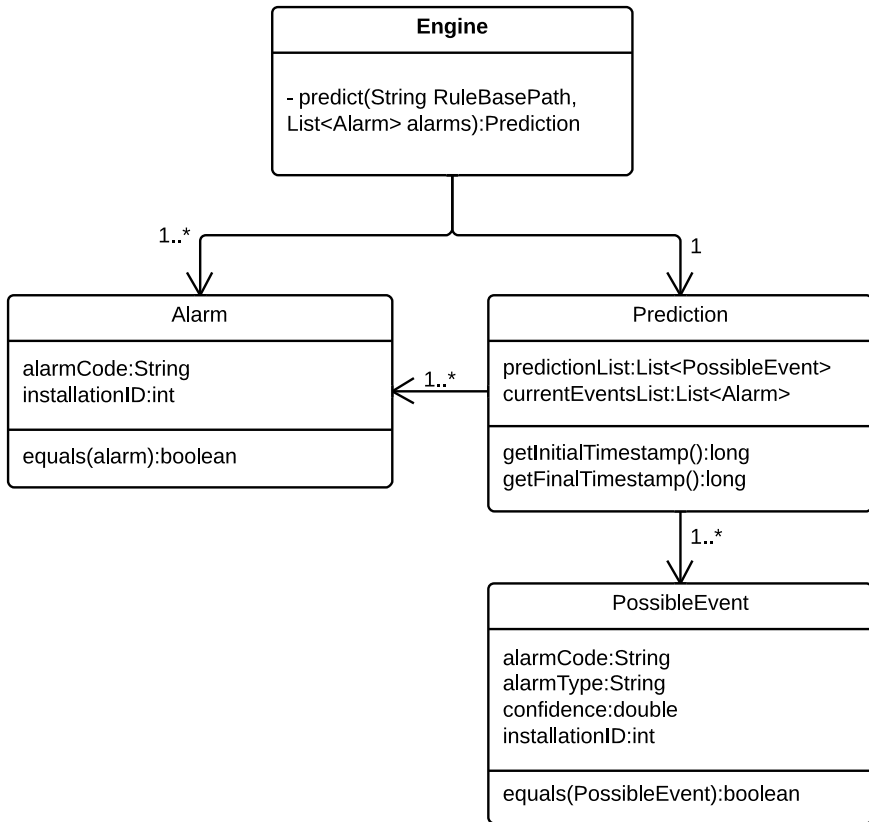 Engine
- predict(String RuleBasePath,
List<Alarm> alarms):Prediction
1..*
1
Alarm
alarmCode:String
installationID:int
equals(alarm):boolean
1..*
Prediction
predictionList:List<PossibleEvent>
currentEventsList:List<Alarm>
getInitialTimestamp():long
getFinalTimestamp():long
1..*
PossibleEvent
alarmCode:String
alarmType:String
confidence:double
installationID:int
equals(PossibleEvent):boolean